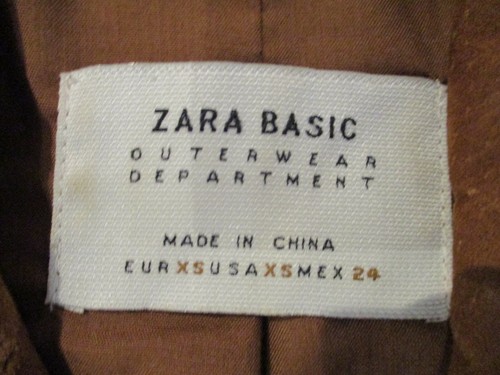 ZARA BASIC
OUTERWEAR
DEPARTMENT
MADE IN CHINA
EUR XS USA XS MEX 24